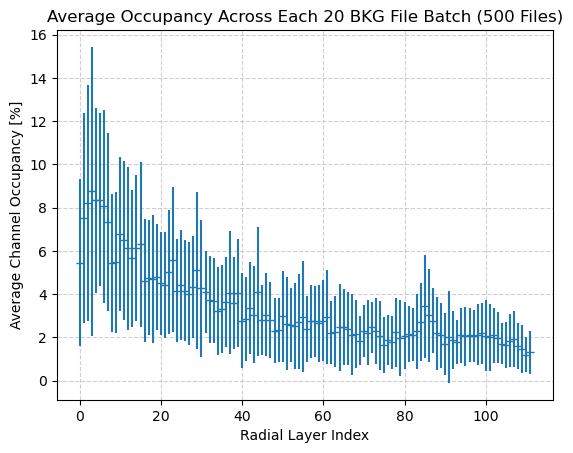 Average Occupancy Across Each 20 BKG File Batch (500 Files)
Average Channel Occupancy [%]
16
14
12
10
8
6
4
2
0
0 20 40 60 80 100
Radial Layer Index